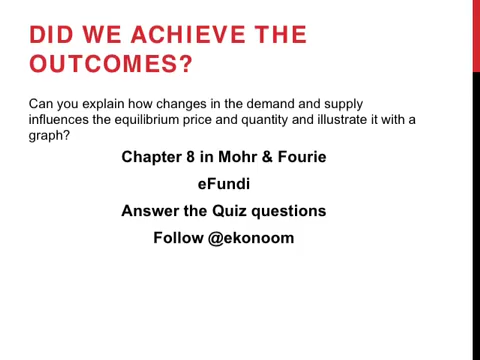 DID WE ACHIEVE THE
OUTCOMES?
Can you explain how changes in the demand and supply
influences the equilibrium price and quantity and illustrate it with a
graph?
Chapter 8 in Mohr & Fourie
eFundi
Answer the Quiz questions
Follow @ekonoom